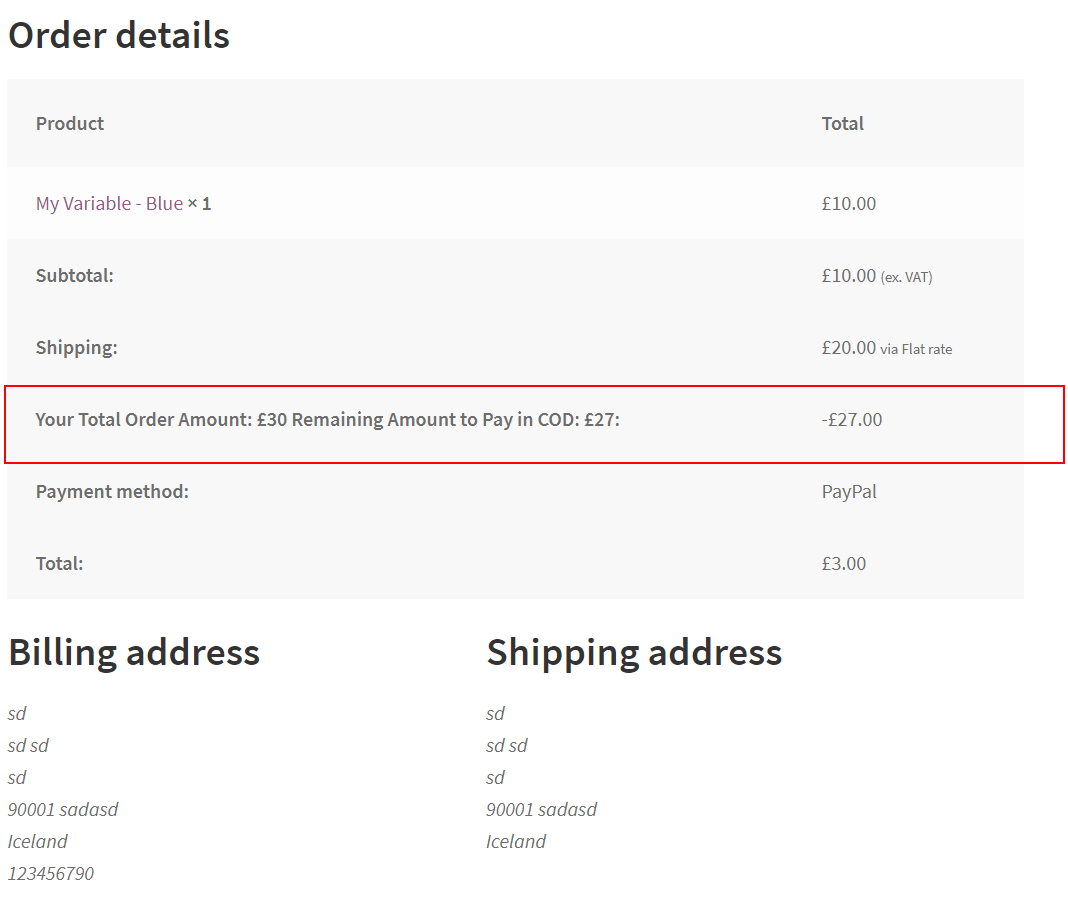 Order details
Product Total
My Variable - Blue × 1 £10.00
Subtotal: £10.00 (ex. VAT)
Shipping: £20.00 via Flat rate
Your Total Order Amount: £30 Remaining Amount to Pay in COD: £27: -£27.00
Payment method: PayPal
Total: £3.00
Billing address
sd
sd sd
sd
90001 sadasd
Iceland
123456790
Shipping address
sd
sd sd
sd
90001 sadasd
Iceland